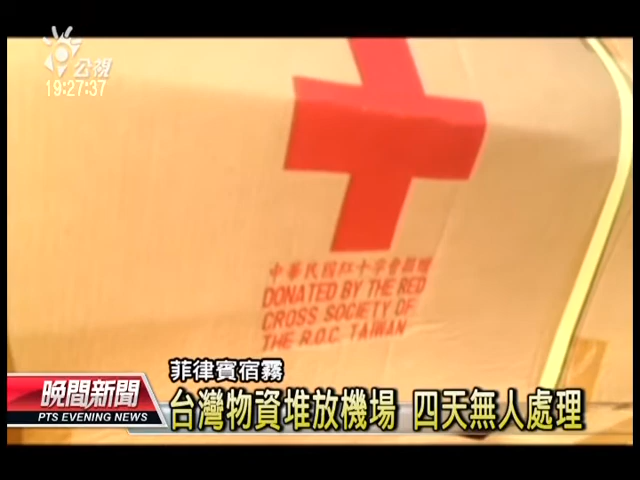 公視
19:27:37
中華民國紅十字會捐贈
DONATED BY THE RED
CROSS SOCIETY OF
THE R.O.C. TAIWAN
菲律賓宿霧
晚間新聞
PTS EVENING NEWS
台灣物資堆放機場 四天無人處理